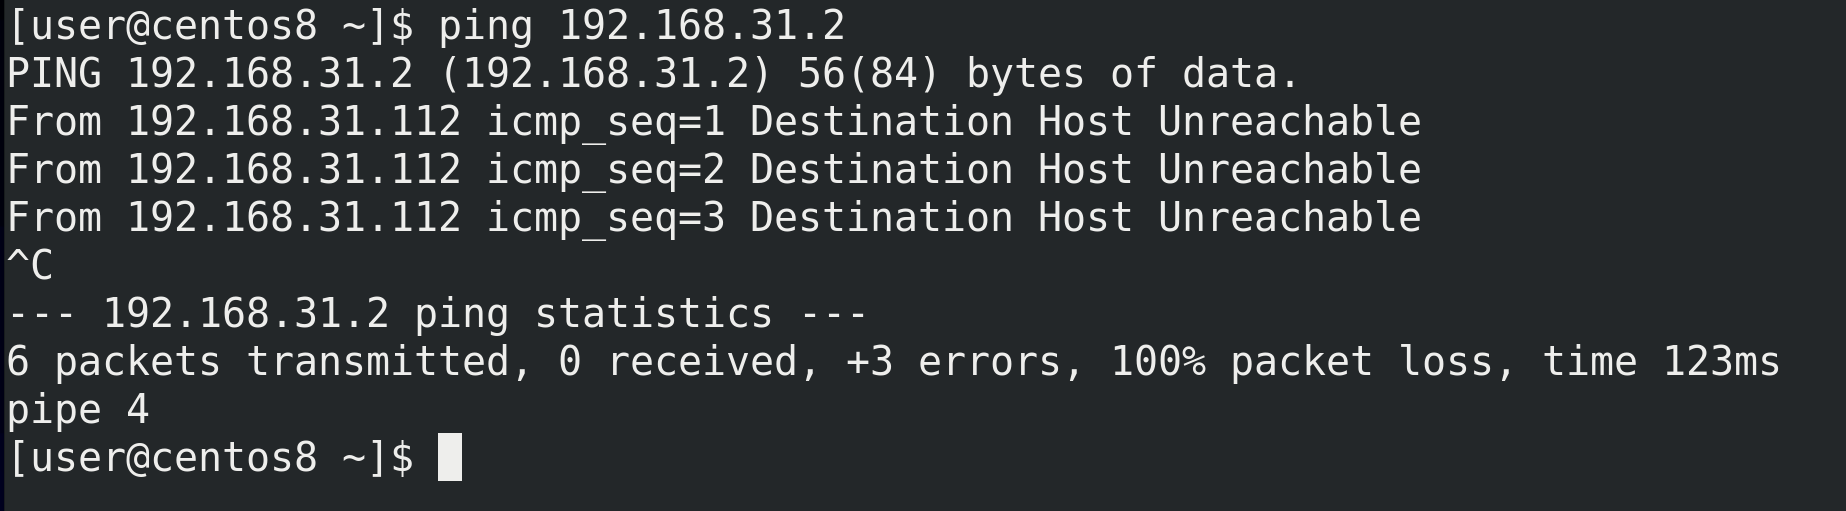 [user@centos8 ~]$ ping 192.168.31.2
PING 192.168.31.2 (192.168.31.2) 56(84) bytes of data.
From 192.168.31.112 icmp_seq=1 Destination Host Unreachable
From 192.168.31.112 icmp_seq=2 Destination Host Unreachable
From 192.168.31.112 icmp_seq=3 Destination Host Unreachable
^C
--- 192.168.31.2 ping statistics ---
6 packets transmitted, 0 received, +3 errors, 100% packet loss, time 123ms
pipe 4
[user@centos8 ~]$